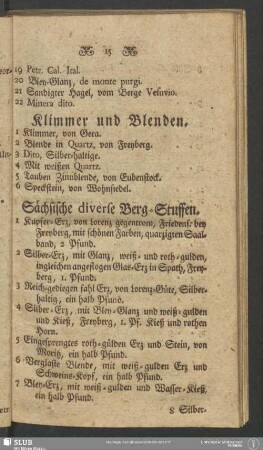 15
19 Petr. Cal. Ital.
20 Bley-Glanz, de monte purgi.
21 Sandigter Hagel, vom Berge Vesuvio.
22 Minera dito.
Klimmer und Blenden.
1 Klimmer, von Gera.
2 Blende in Quartz, von Freyberg.
3 Dito, Silber-haltige.
4 Mit weißen Quartz.
5 Tauben Zinnblende, von Eubenstock.
6 Speckstein, von Wohnsiedel.
Sächsische diverse Berg-Stuffen.
1 Kupfer-Erz, von Lorenz gegentrom, Friedens. bey
Freyberg, mit schönen Farben, quarzigten Saal-
band, 2 Pfund.
2 Silber-Erz, mit Glanz, weiß- und roth-gulden,
ingleichen angeflogen Glas-Erz in Spath, Frey-
berg, 1. Pfund.
3 Reich-gediegen fahl Erz, von Lorenz-Gúte, Silber-
haltig, ein halb Pfund.
4 Silber-Erz, mit Bley-Glanz und weiß-gulden
und Kieß, Freyberg, 1. Pf. Kieß und rothen
Horn.
5 Eingesprengtes roth-gülden Erz und Stein, von
Moritz, ein halb Pfund.
6 Verglaste Blende, mit weiß-gulden Erz und
Schweins-Kopf, ein halb Pfund.
7 Bley-Erz, mit weiß-gulden und Wasser-Kieß,
ein halb Pfund.
8 Silber-
SLUB